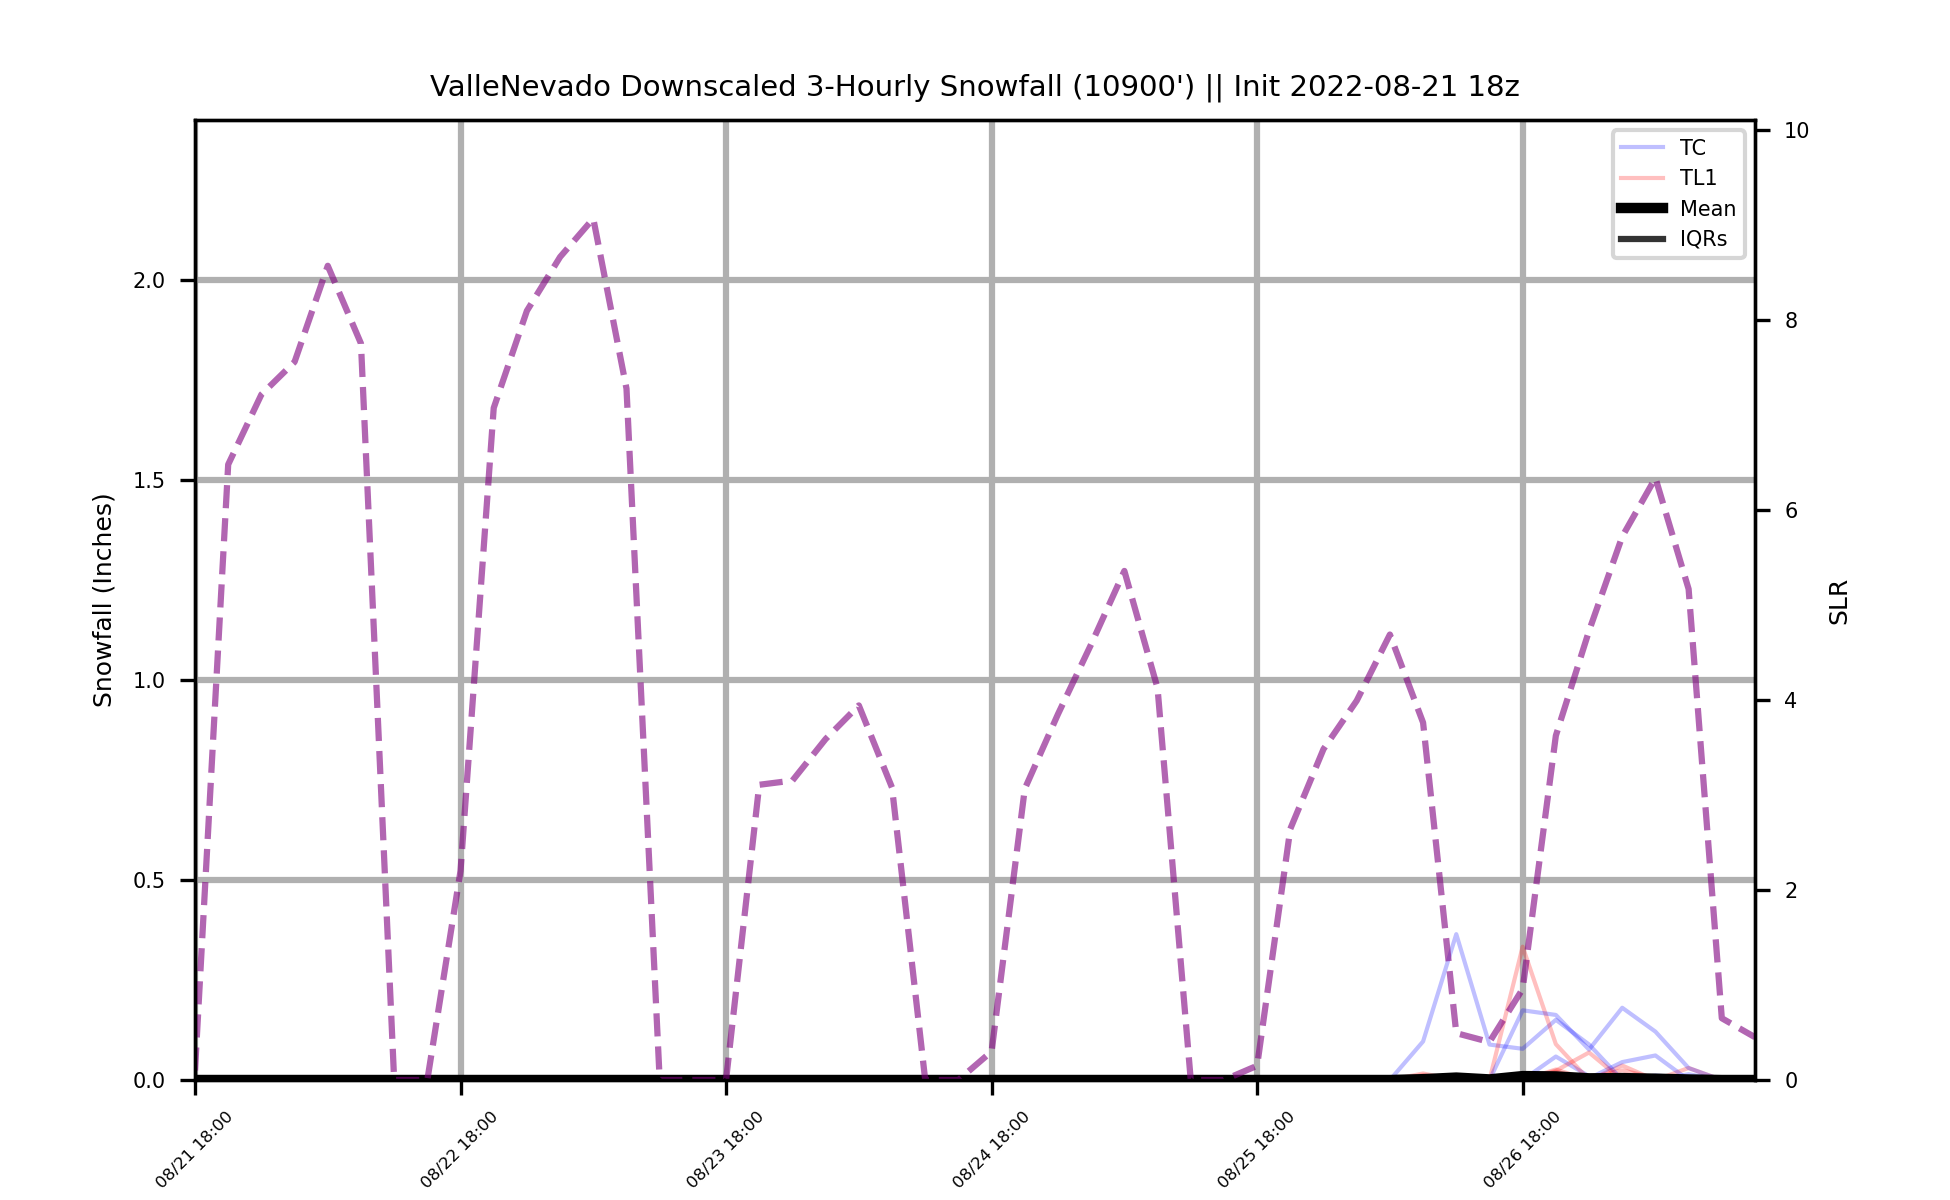 ValleNevado Downscaled 3-Hourly Snowfall (10900') || Init 2022-08-21 18z
TC
TL1
Mean
IQRs
Snowfall (Inches)
2.0
1.5
1.0
0.5
0.0
10
8
6
4
2
0
SLR
08/21 18:00
08/22 18:00
08/23 18:00
08/24 18:00
08/25 18:00
08/26 18:00